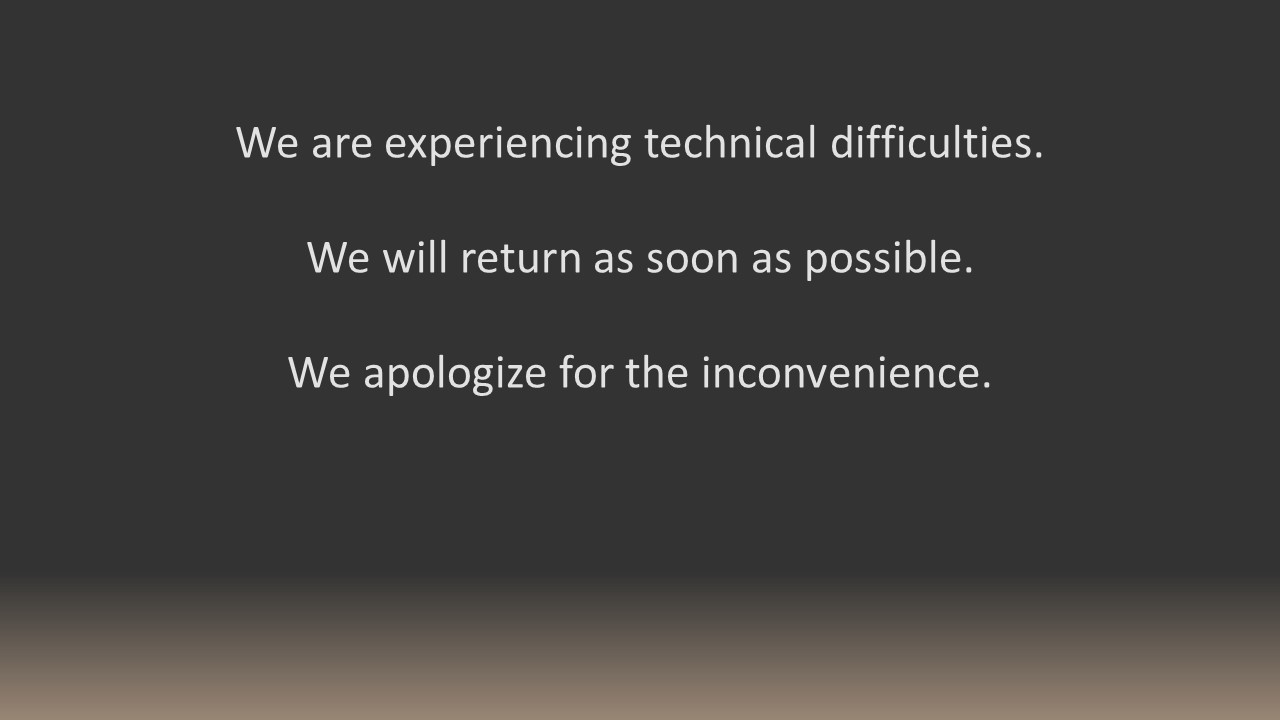 We are experiencing technical difficulties.
We will return as soon as possible.
We apologize for the inconvenience.